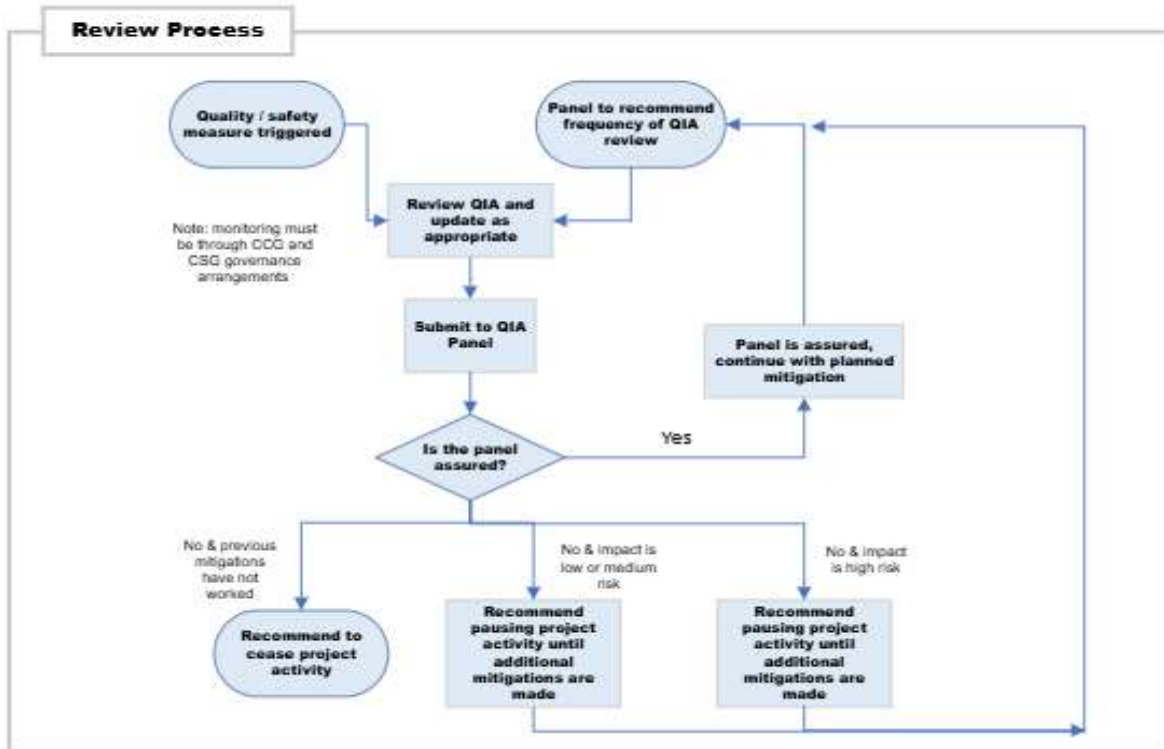 Review Process
Quality / safety
measure triggered
Panel to recommend
frequency of QIA
review
Review QIA and
update as
appropriate
Note: monitoring must
be through CCG and
CSG governance
arrangements
Submit to QIA
Panel
Panel is assured,
continue with planned
mitigation
Is the panel
assured?
Yes
No & previous
mitigations
have not
worked
No & impact is
low or medium
risk
No & impact
is high risk
Recommend to
cease project
activity
Recommend
pausing project
activity until
additional
mitigations are
made
Recommend
pausing project
activity until
additional
mitigations are
made